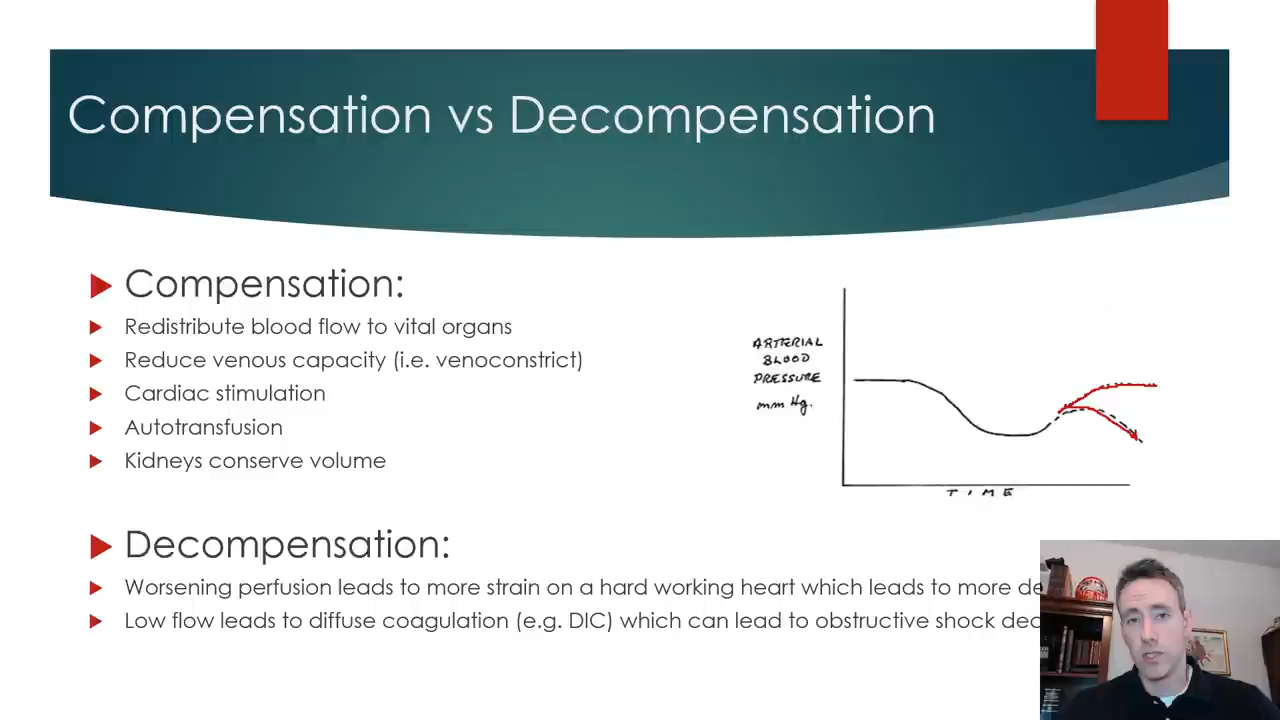 Compensation vs Decompensation
Compensation:
Redistribute blood flow to vital organs
Reduce venous capacity (i.e. venoconstrict)
Cardiac stimulation
Autotransfusion
Kidneys conserve volume
ARTERIAL
BLOOD
PRESSURE
mm Hg.
TIME
Decompensation:
Worsening perfusion leads to more strain on a hard working heart which leads to more
Low flow leads to diffuse coagulation (e.g. DIC) which can lead to obstructive shock